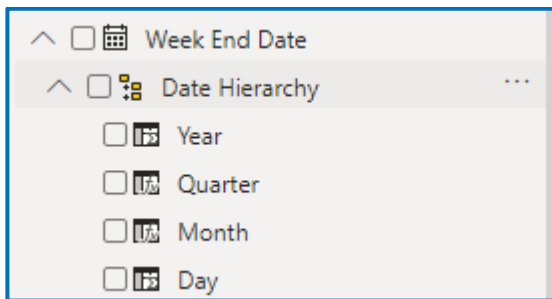 Week End Date
Date Hierarchy
Year
Quarter
Month
Day